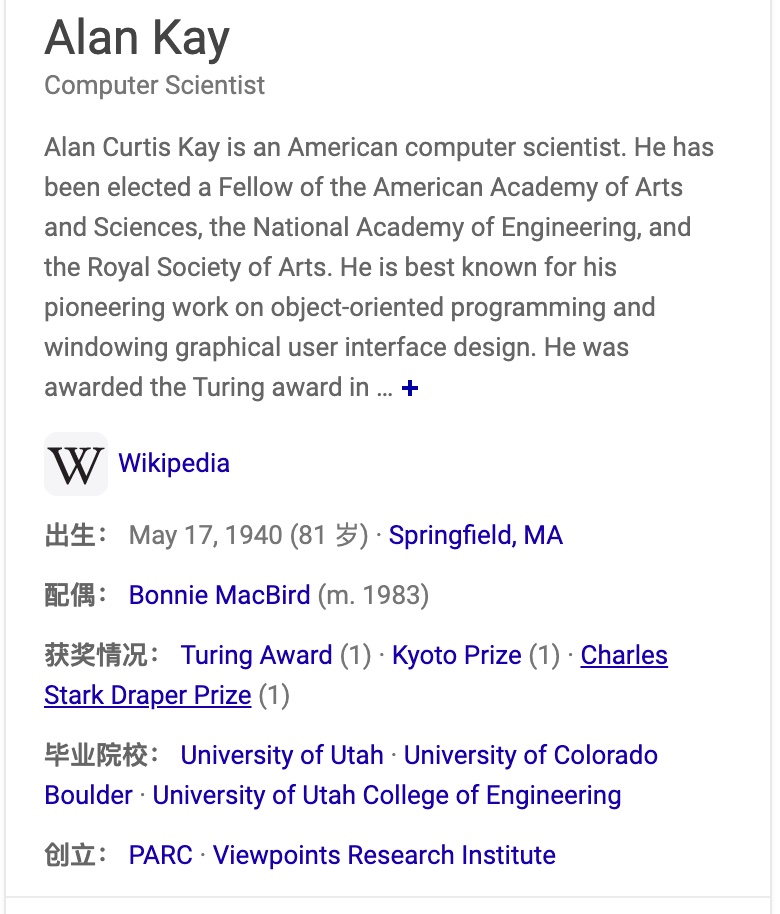 Alan Kay
Computer Scientist
Alan Curtis Kay is an American computer scientist. He has
been elected a Fellow of the American Academy of Arts
and Sciences, the National Academy of Engineering, and
the Royal Society of Arts. He is best known for his
pioneering work on object-oriented programming and
windowing graphical user interface design. He was
awarded the Turing award in … +
W Wikipedia
出生： May 17, 1940 (81 岁) · Springfield, MA
配偶： Bonnie MacBird (m. 1983)
获奖情况： Turing Award (1) · Kyoto Prize (1) · Charles
Stark Draper Prize (1)
毕业院校： University of Utah · University of Colorado
Boulder · University of Utah College of Engineering
创立： PARC · Viewpoints Research Institute